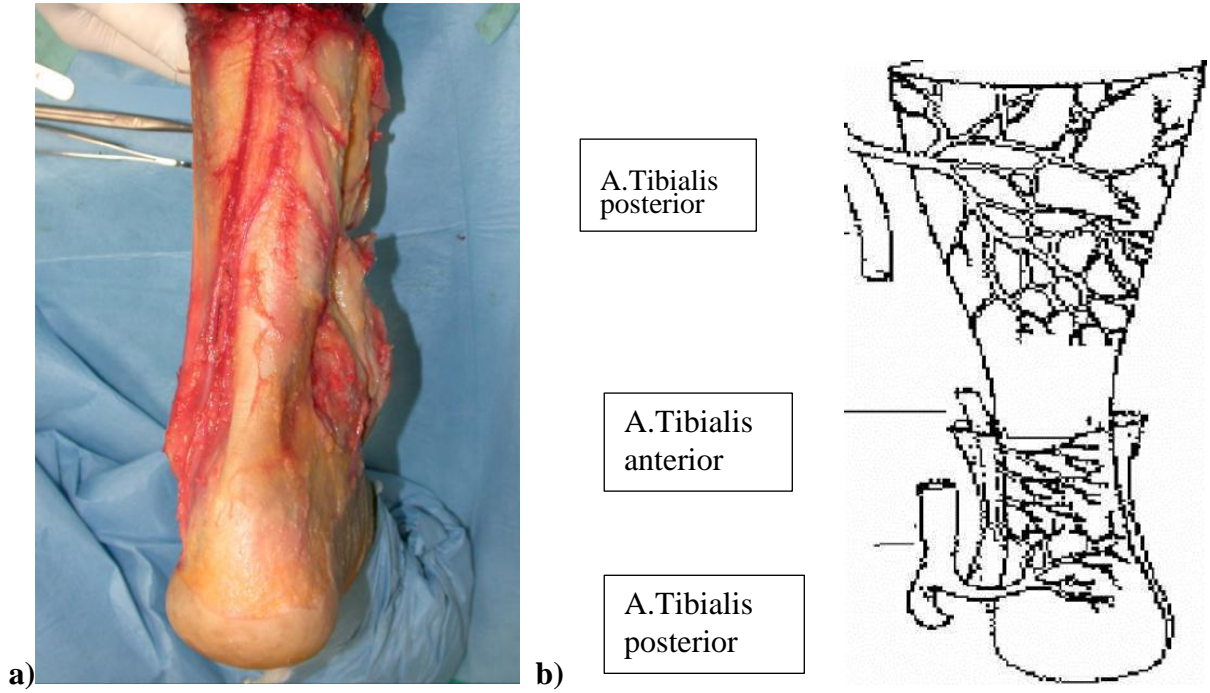 A.Tibialis
posterior
A.Tibialis
anterior
A.Tibialis
posterior
a)
b)